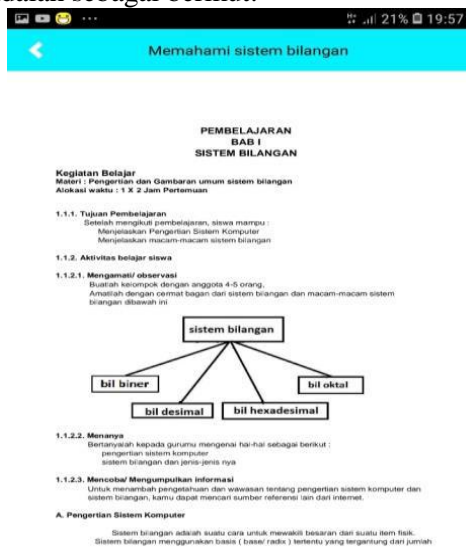 21% 19:57
Memahami sistem bilangan
PEMBELAJARAN
BAB I
SISTEM BILANGAN
Kegiatan Belajar
Materi : Pengertian dan Gambaran umum sistem bilangan
Alokasi waktu : 1 X 2 Jam Pertemuan
1.1.1. Tujuan Pembelajaran
Setelah mengikuti pembelajaran, siswa mampu :
Menjelaskan Pengertian Sistem Komputer
Menjelaskan macam-macam sistem bilangan
1.1.2. Aktivitas belajar siswa
1.1.2.1. Mengamati/ observasi
Buatlah kelompok dengan anggota 4-5 orang,
Amatilah dengan cermat bagan dari sistem bilangan dan macam-macam sistem
bilangan dibawah ini
sistem bilangan
bil biner
bil oktal
bil desimal
bil hexadesimal
1.1.2.2. Menanya
Bertanyalah kepada gurumu mengenai hal-hal sebagai berikut :
pengertian sistem komputer
sistem bilangan dan jenis-jenis nya
1.1.2.3. Mencoba/ Mengumpulkan informasi
Untuk menambah pengetahuan dan wawasan tentang pengertian sistem komputer dan
sistem bilangan, kamu dapat mencari sumber referensi lain dari internet.
A. Pengertian Sistem Komputer
Sistem bilangan adalah suatu cara untuk mewakili besaran dari suatu item fisik.
Sistem bilangan menggunakan basis ( base/ radix ) tertentu yang tergantung dari jumlah